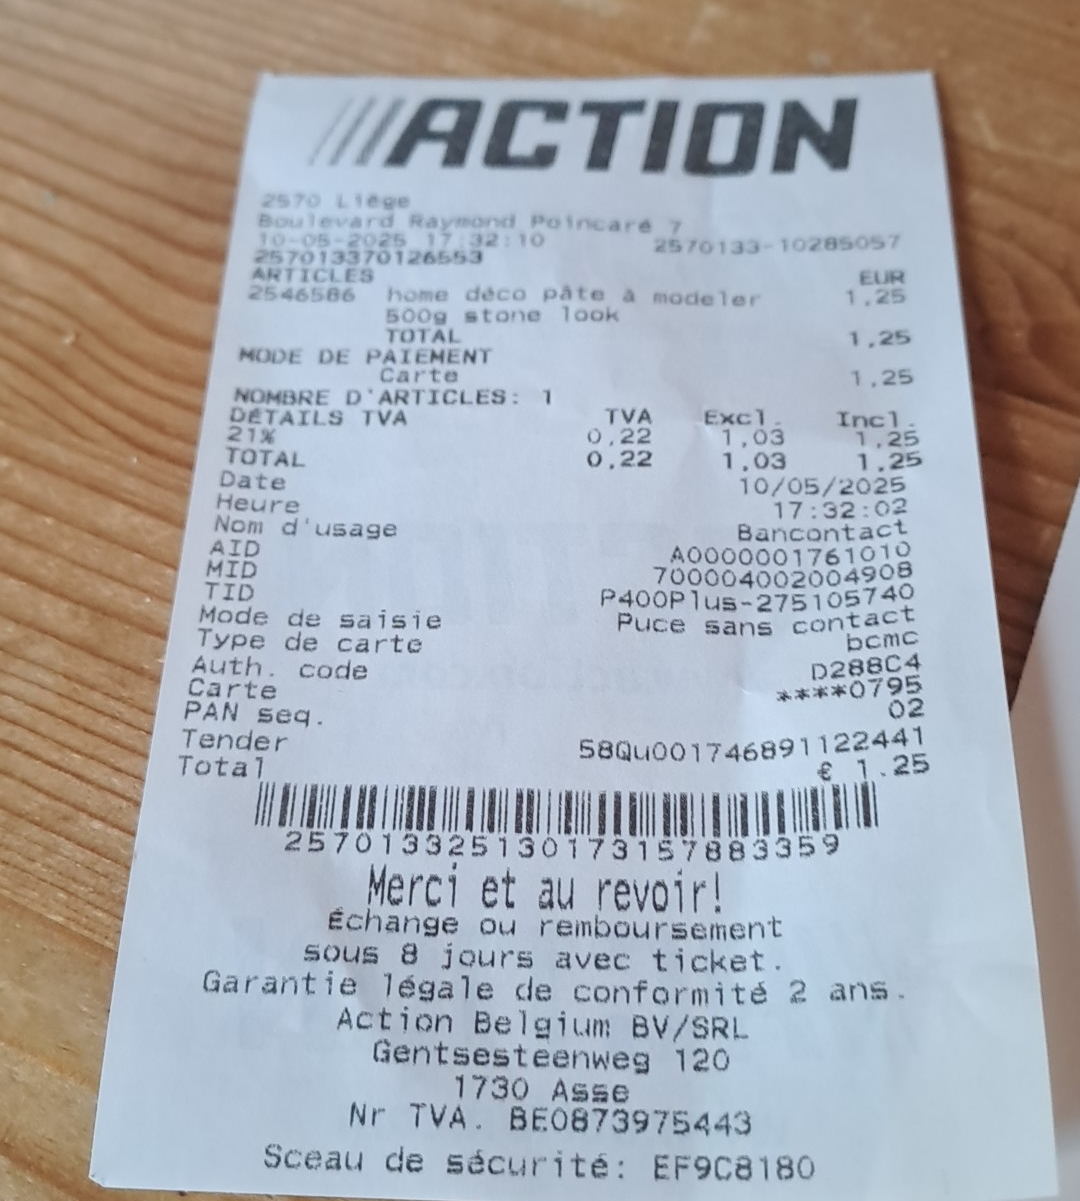 ACTION
2570 Liège
Boulevard Raymond Poincaré 7
10-05-2025 17:32:10 2570133-10285057
257013370126553
ARTICLES EUR
2546586 home déco pâte à modeler 1,25
500g stone look
TOTAL 1,25
MODE DE PAIEMENT
Carte 1,25
NOMBRE D'ARTICLES: 1
DÉTAILS TVA TVA Excl. Incl.
21% 0,22 1,03 1,25
TOTAL 0,22 1,03 1,25
Date 10/05/2025
Heure 17:32:02
Nom d'usage Bancontact
AID A0000001761010
MID 700004002004908
TID P400Plus-275105740
Mode de saisie Puce sans contact
Type de carte bcmc
Auth. code D288C4
Carte ****0795
PAN seq. 02
Tender 58Qu001746891122441
Total € 1.25
2570133251301731578​83359
Merci et au revoir!
Échange ou remboursement
sous 8 jours avec ticket.
Garantie légale de conformité 2 ans.
Action Belgium BV/SRL
Gentsesteenweg 120
1730 Asse
Nr TVA. BE0873975443
Sceau de sécurité: EF9C8180